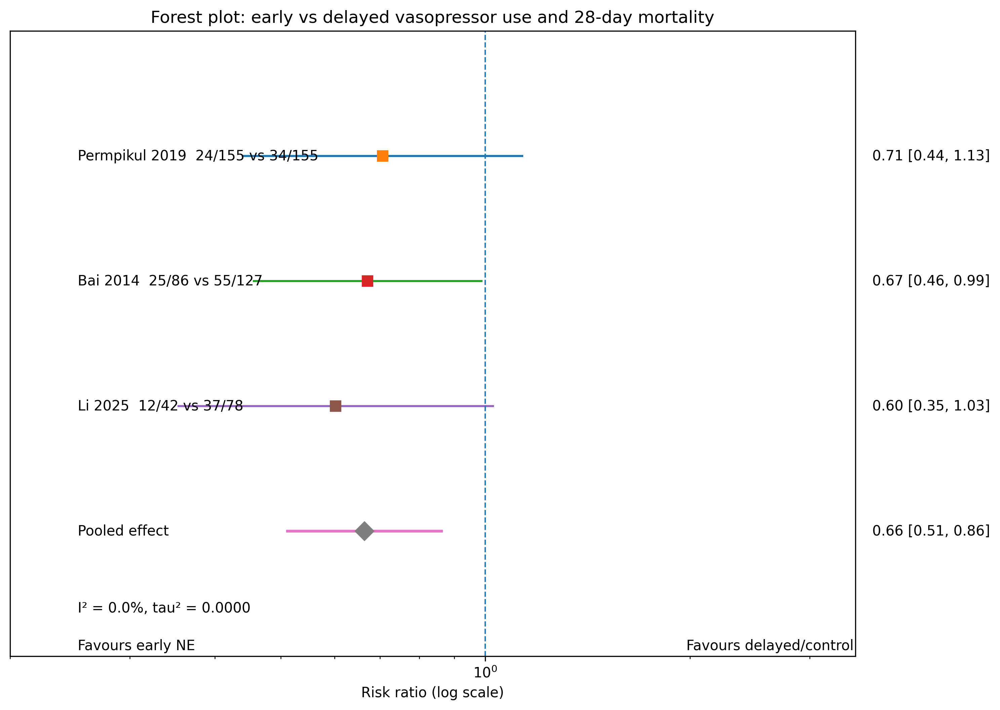 Forest plot: early vs delayed vasopressor use and 28-day mortality
Permpikul 2019  24/155 vs 34/155 0.71 [0.44, 1.13]
Bai 2014  25/86 vs 55/127 0.67 [0.46, 0.99]
Li 2025  12/42 vs 37/78 0.60 [0.35, 1.03]
Pooled effect 0.66 [0.51, 0.86]
I² = 0.0%, tau² = 0.0000
Favours early NE Favours delayed/control
10⁰
Risk ratio (log scale)